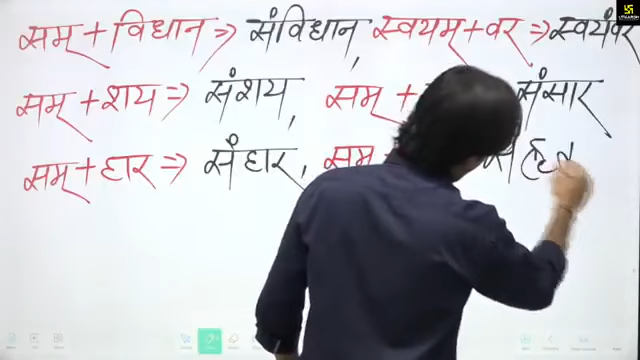 सम् + विधान => संविधान, स्वयम् + वर => स्वयंवर
सम् + शय => संशय, सम् + संसार
सम् + हार => संहार, सम्